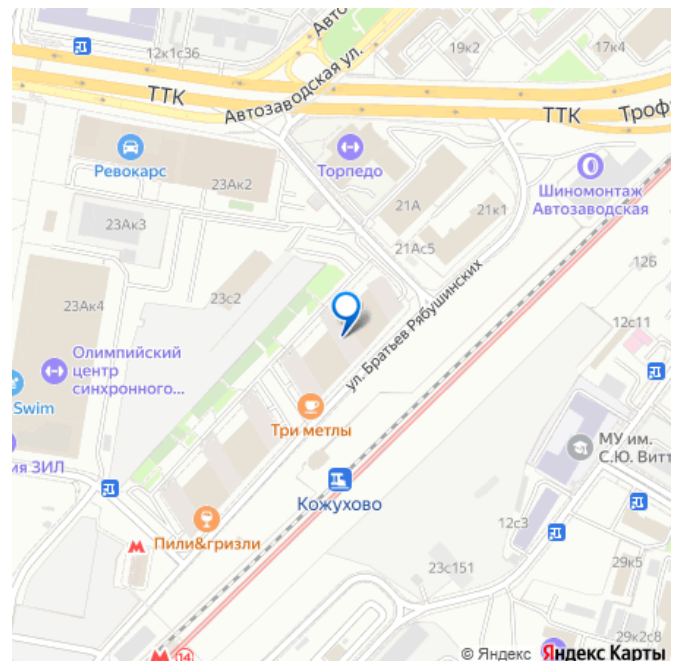 12к1с36
Автозаводская ул.
Авто
19к2
17к4
ТТК
ТТК
Троф
Ревокарс
Торпедо
23Ак2
21А
21к1
Шиномонтаж
Автозаводская
23Ак3
21Ас5
12Б
23Ак4
23с2
ул. Братьев Рябушинских
12с11
Олимпийский
центр
синхронного...
Swim
Три метлы
МУ им.
С.Ю. Витт
ия ЗИЛ
Кожухово
12с3
Пили&гризли
23с151
29к5
29к2с8
14
© Яндекс Яндекс Карты